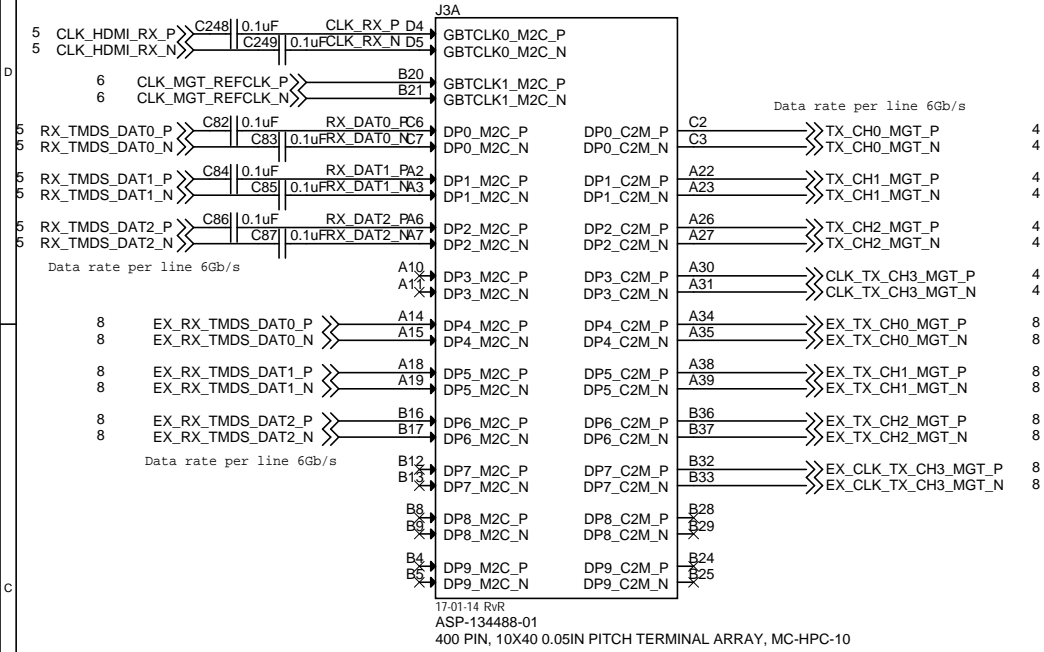 J3A
5 CLK_HDMI_RX_P C248 0.1uF CLK_RX_P D4 GBTCLK0_M2C_P
5 CLK_HDMI_RX_N C249 0.1uF CLK_RX_N D5 GBTCLK0_M2C_N
D
6 CLK_MGT_REFCLK_P B20 GBTCLK1_M2C_P
6 CLK_MGT_REFCLK_N B21 GBTCLK1_M2C_N
Data rate per line 6Gb/s
5 RX_TMDS_DAT0_P C82 0.1uF RX_DAT0_P C6 DP0_M2C_P DP0_C2M_P C2 TX_CH0_MGT_P 4
5 RX_TMDS_DAT0_N C83 0.1uF RX_DAT0_N C7 DP0_M2C_N DP0_C2M_N C3 TX_CH0_MGT_N 4
5 RX_TMDS_DAT1_P C84 0.1uF RX_DAT1_P A2 DP1_M2C_P DP1_C2M_P A22 TX_CH1_MGT_P 4
5 RX_TMDS_DAT1_N C85 0.1uF RX_DAT1_N A3 DP1_M2C_N DP1_C2M_N A23 TX_CH1_MGT_N 4
5 RX_TMDS_DAT2_P C86 0.1uF RX_DAT2_P A6 DP2_M2C_P DP2_C2M_P A26 TX_CH2_MGT_P 4
5 RX_TMDS_DAT2_N C87 0.1uF RX_DAT2_N A7 DP2_M2C_N DP2_C2M_N A27 TX_CH2_MGT_N 4
Data rate per line 6Gb/s
A10 DP3_M2C_P DP3_C2M_P A30 CLK_TX_CH3_MGT_P 4
A11 DP3_M2C_N DP3_C2M_N A31 CLK_TX_CH3_MGT_N 4
8 EX_RX_TMDS_DAT0_P A14 DP4_M2C_P DP4_C2M_P A34 EX_TX_CH0_MGT_P 8
8 EX_RX_TMDS_DAT0_N A15 DP4_M2C_N DP4_C2M_N A35 EX_TX_CH0_MGT_N 8
8 EX_RX_TMDS_DAT1_P A18 DP5_M2C_P DP5_C2M_P A38 EX_TX_CH1_MGT_P 8
8 EX_RX_TMDS_DAT1_N A19 DP5_M2C_N DP5_C2M_N A39 EX_TX_CH1_MGT_N 8
8 EX_RX_TMDS_DAT2_P B16 DP6_M2C_P DP6_C2M_P B36 EX_TX_CH2_MGT_P 8
8 EX_RX_TMDS_DAT2_N B17 DP6_M2C_N DP6_C2M_N B37 EX_TX_CH2_MGT_N 8
Data rate per line 6Gb/s
B12 DP7_M2C_P DP7_C2M_P B32 EX_CLK_TX_CH3_MGT_P 8
B13 DP7_M2C_N DP7_C2M_N B33 EX_CLK_TX_CH3_MGT_N 8
B8 DP8_M2C_P DP8_C2M_P B28
B9 DP8_M2C_N DP8_C2M_N B29
B4 DP9_M2C_P DP9_C2M_P B24
B5 DP9_M2C_N DP9_C2M_N B25
C
17-01-14 RvR
ASP-134488-01
400 PIN, 10X40 0.05IN PITCH TERMINAL ARRAY, MC-HPC-10